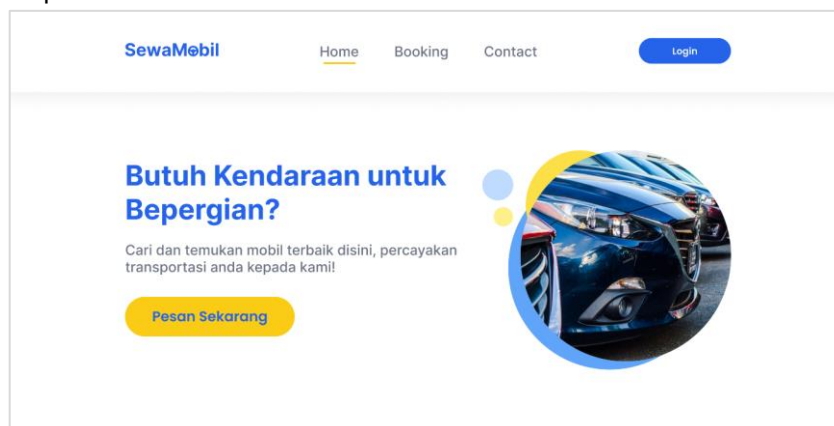 SewaMobil
Home Booking Contact
Login
Butuh Kendaraan untuk
Bepergian?
Cari dan temukan mobil terbaik disini, percayakan
transportasi anda kepada kami!
Pesan Sekarang